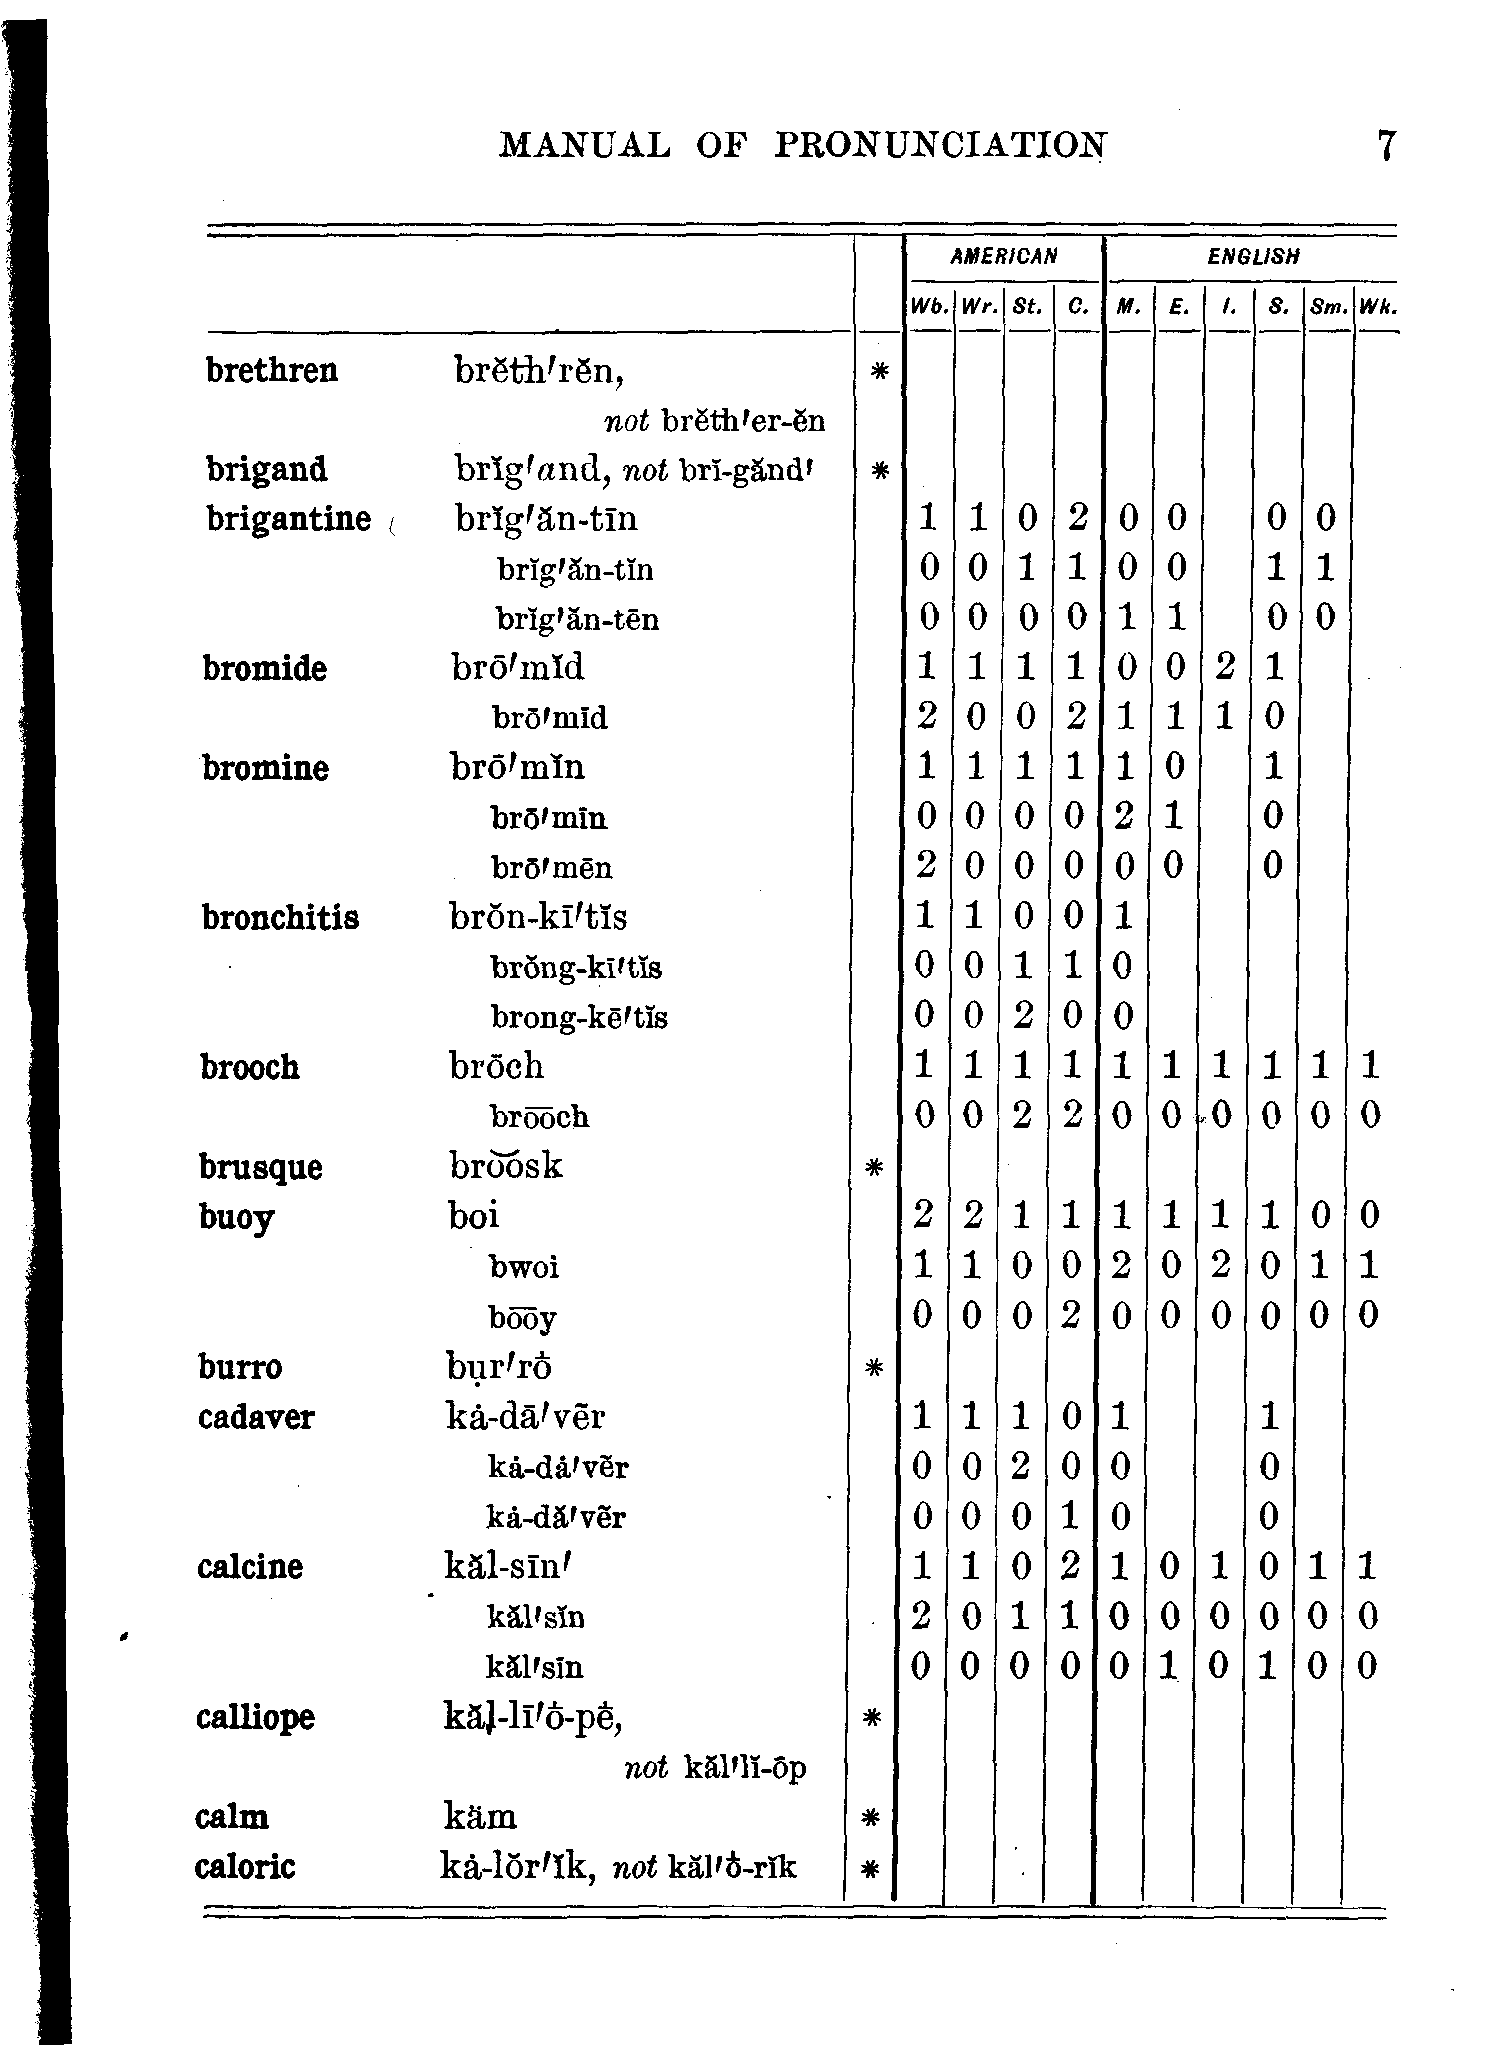 MANUAL OF PRONUNCIATION 7
AMERICAN ENGLISH
Wb. Wr. St. C. M. E. I. S. Sm. Wk.
brethren brĕth′rĕn, *
not brĕth′er-ĕn
brigand brĭg′and, not brĭ-gănd′ *
brigantine brĭg′ăn-tīn 1 1 0 2 0 0 0 0
brĭg′ăn-tĭn 0 0 1 1 0 0 1 1
brĭg′ăn-tēn 0 0 0 0 1 1 0 0
bromide brō′mĭd 1 1 1 1 0 0 2 1
brō′mīd 2 0 0 2 1 1 1 0
bromine brō′mĭn 1 1 1 1 1 0 1
brō′mīn 0 0 0 0 2 1 0
brō′mēn 2 0 0 0 0 0 0
bronchitis brŏn-kī′tĭs 1 1 0 0 1
brŏng-kī′tĭs 0 0 1 1 0
brong-kē′tĭs 0 0 2 0 0
brooch brōch 1 1 1 1 1 1 1 1 1 1
bro͞och 0 0 2 2 0 0 0 0 0 0
brusque bro͝osk *
buoy boi 2 2 1 1 1 1 1 1 0 0
bwoi 1 1 0 0 2 0 2 0 1 1
bo͞oy 0 0 0 2 0 0 0 0 0 0
burro bụr′rȯ *
cadaver kȧ-dā′vẽr 1 1 1 0 1 1
kȧ-dȧ′vẽr 0 0 2 0 0 0
kȧ-dă′vẽr 0 0 0 1 0 0
calcine kăl-sīn′ 1 1 0 2 1 0 1 0 1 1
kăl′sĭn 2 0 1 1 0 0 0 0 0 0
kăl′sīn 0 0 0 0 0 1 0 1 0 0
calliope kăl-lī′ȯ-pė, *
not kăl′lĭ-ōp
calm käm *
caloric kȧ-lŏr′ĭk, not kăl′ȯ-rĭk *